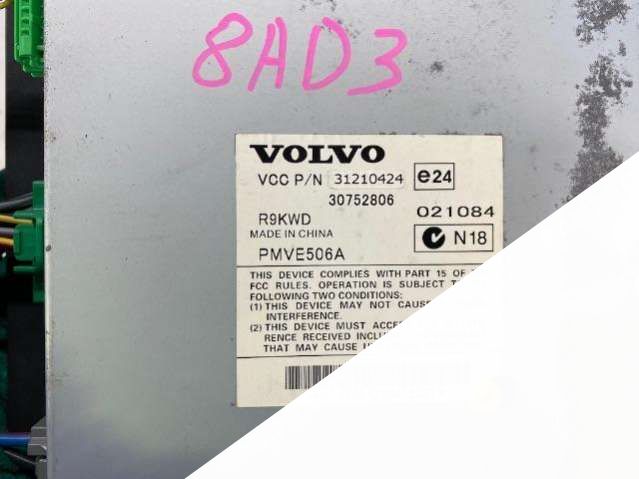 8AD3
VOLVO
VCC P/N 31210424 e24
30752806
R9KWD 021084
MADE IN CHINA N18
PMVE506A
THIS DEVICE COMPLIES WITH PART 15 OF
FCC RULES. OPERATION IS SUBJECT
FOLLOWING TWO CONDITIONS:
(1) THIS DEVICE MAY NOT CAUS
INTERFERENCE.
(2) THIS DEVICE MUST ACCE
RENCE RECEIVED INCLU
THAT MAY CAUSE